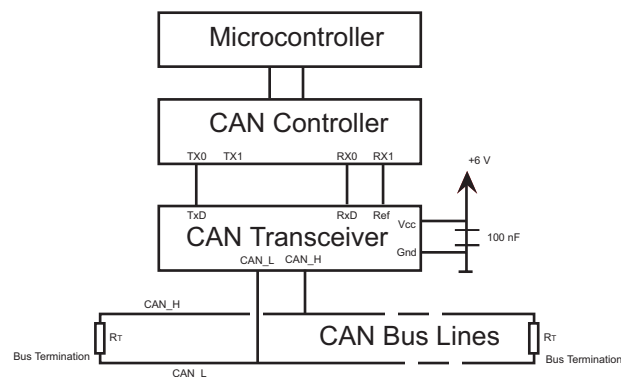 Microcontroller
CAN Controller
TX0 TX1 RX0 RX1
+6 V
TxD RxD Ref
Vcc
CAN Transceiver
100 nF
Gnd
CAN_L CAN_H
CAN_H
CAN Bus Lines
RT RT
Bus Termination Bus Termination
CAN_L